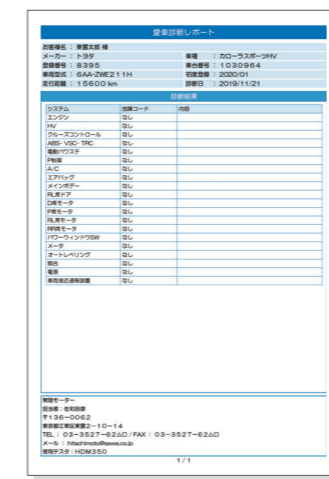 愛車診断レポート
お客様名 : 東雲太郎 様
メーカー : トヨタ 車種 : カローラスポーツHV
登録番号 : 8395 車台番号 : 1030964
車両型式 : 6AA-ZWE211H 初度登録 : 2020/01
走行距離 : 15600 km 診断日 : 2019/11/21
診断結果
システム 故障コード 内容
エンジン なし
HV なし
クルーズコントロール なし
ABS・VSC・TRC なし
電動パワステ なし
P制御 なし
A/C なし
エアバッグ なし
メインボデー なし
RL席ドア なし
D席モータ なし
P席モータ なし
RL席モータ なし
RR席モータ なし
パワーウィンドウSW なし
メータ なし
オートレベリング なし
なし
電源 なし
車両接近通報装置 なし
常陸モーター
担当者 : 佐和田
〒136-0062
東京都江東区東雲2-10-14
TEL : 03-3527-62△□ / FAX : 03-3527-62△□
メール : hitachimoto@sawa.co.jp
使用テスタ : HDM350
1 / 1